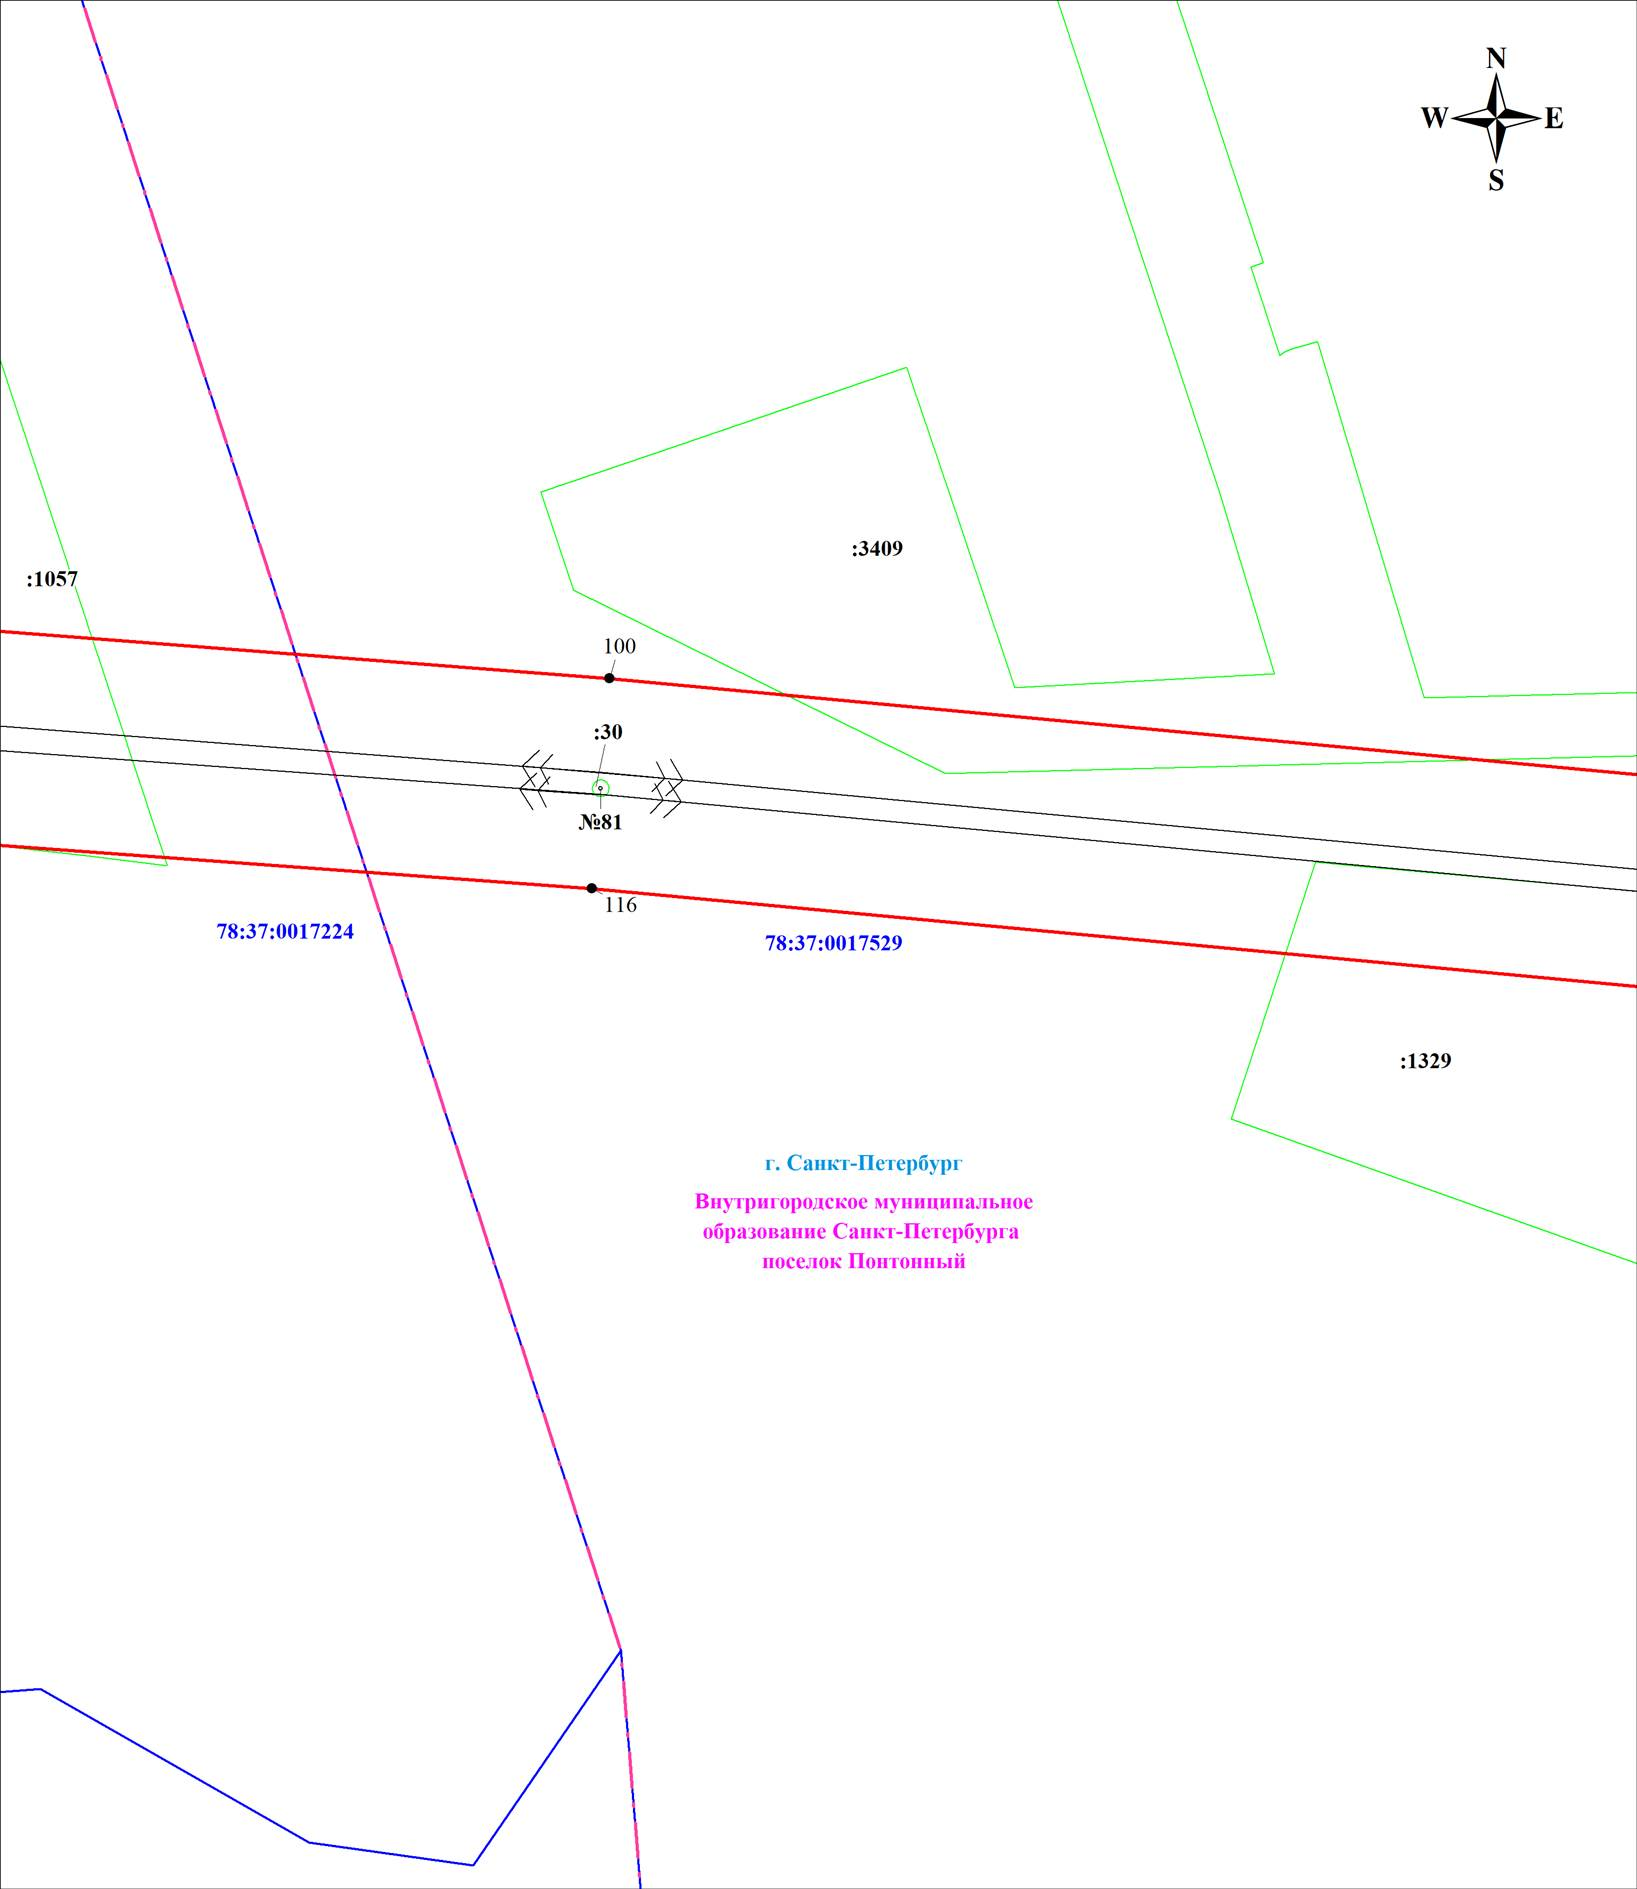 N
W E
S
:3409
:1057
100
:30
№81
116
78:37:0017224
78:37:0017529
:1329
г. Санкт-Петербург
Внутригородское муниципальное
образование Санкт-Петербурга
поселок Понтонный